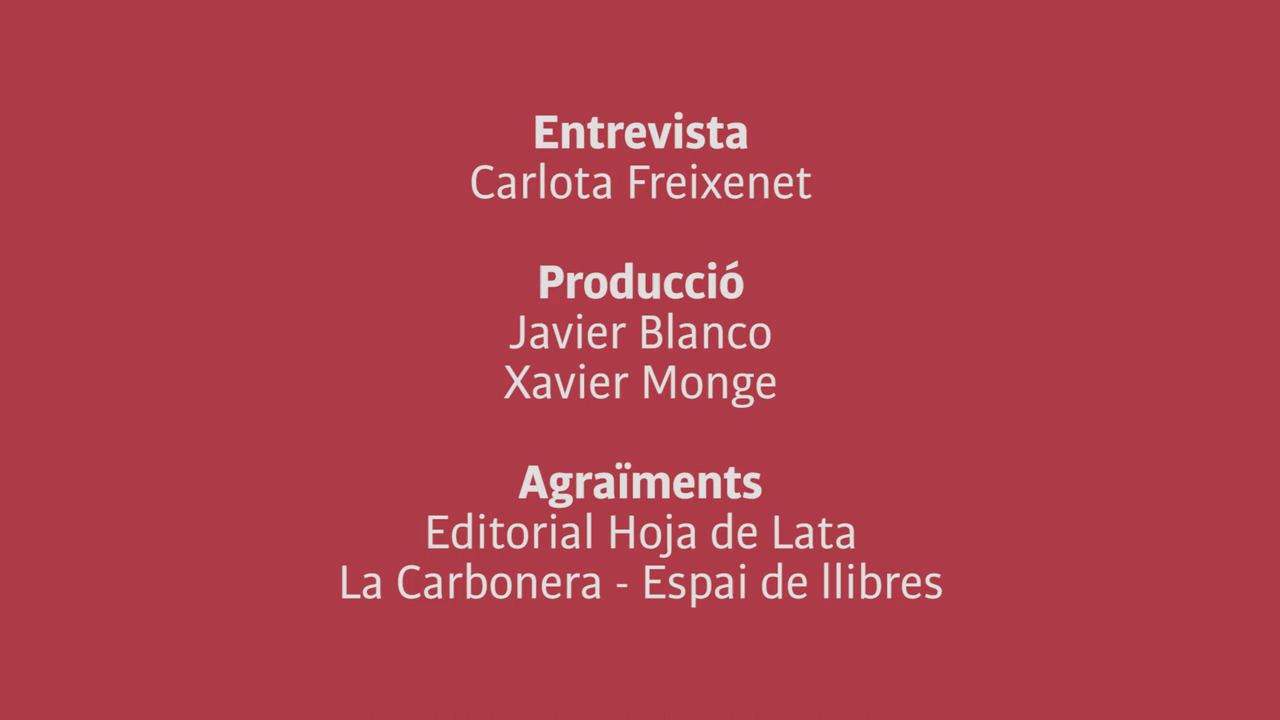 Entrevista
Carlota Freixenet
Producció
Javier Blanco
Xavier Monge
Agraïments
Editorial Hoja de Lata
La Carbonera - Espai de llibres